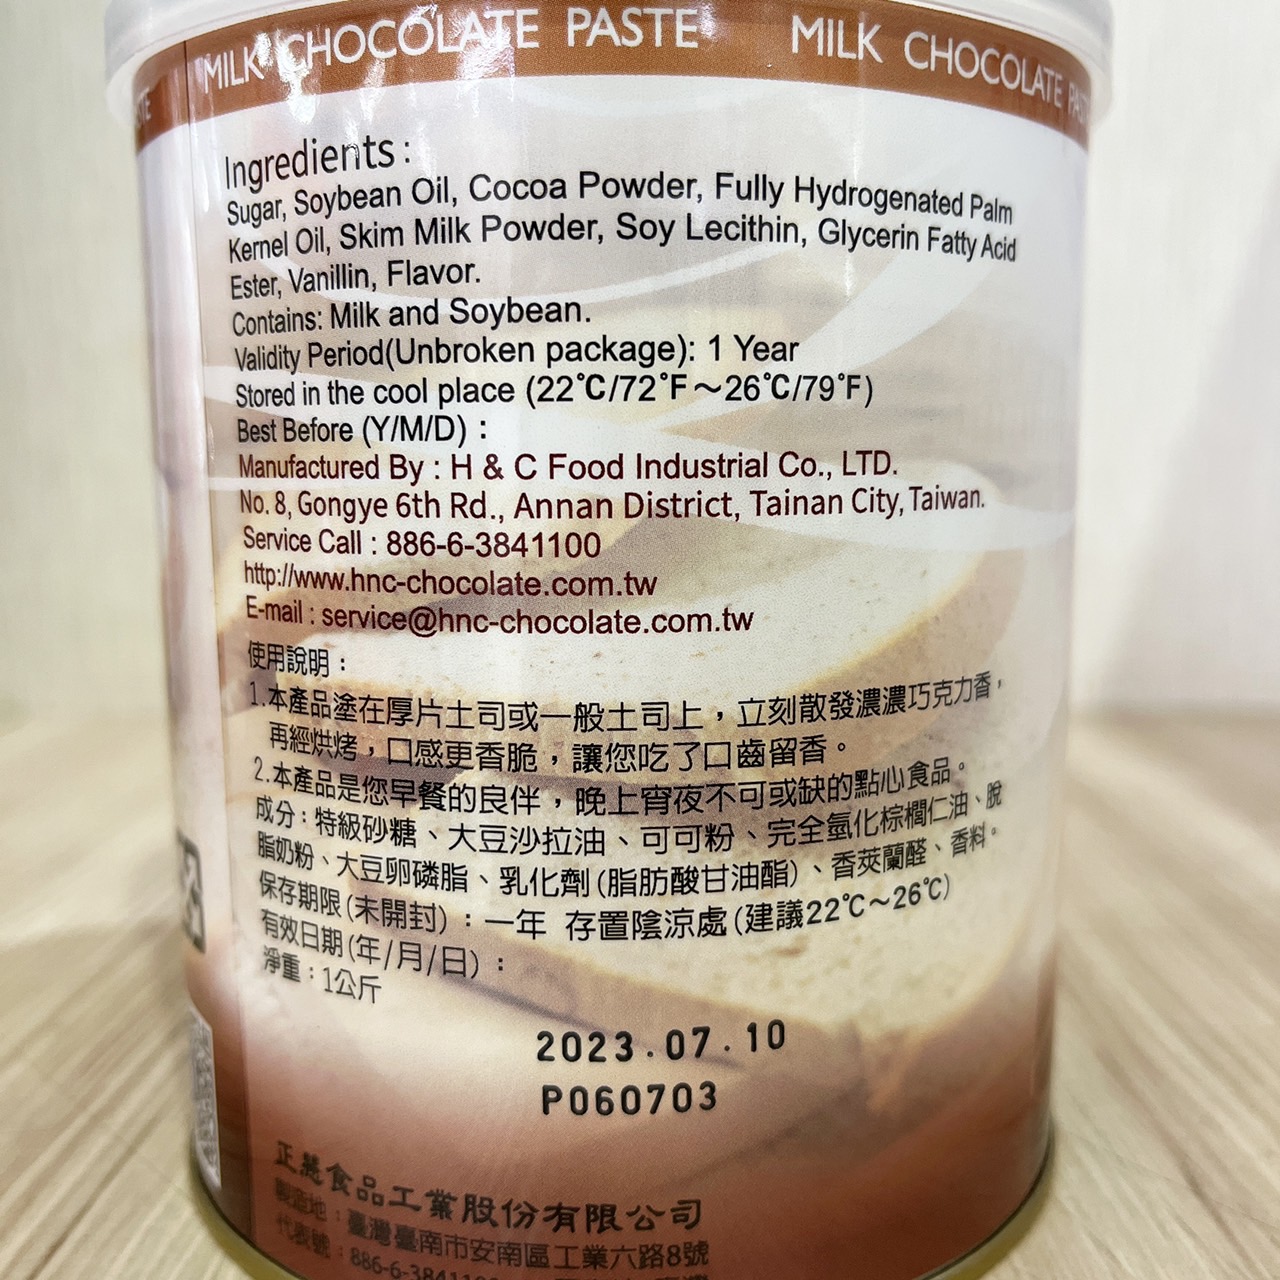 MILK CHOCOLATE PASTE MILK CHOCOLATE PASTE
Ingredients :
Sugar, Soybean Oil, Cocoa Powder, Fully Hydrogenated Palm
Kernel Oil, Skim Milk Powder, Soy Lecithin, Glycerin Fatty Acid
Ester, Vanillin, Flavor.
Contains: Milk and Soybean.
Validity Period(Unbroken package): 1 Year
Stored in the cool place (22℃/72℉～26℃/79℉)
Best Before (Y/M/D)：
Manufactured By : H & C Food Industrial Co., LTD.
No. 8, Gongye 6th Rd., Annan District, Tainan City, Taiwan.
Service Call : 886-6-3841100
http://www.hnc-chocolate.com.tw
E-mail : service@hnc-chocolate.com.tw
使用說明：
1.本產品塗在厚片土司或一般土司上，立刻散發濃濃巧克力香，
再經烘烤，口感更香脆，讓您吃了口齒留香。
2.本產品是您早餐的良伴，晚上宵夜不可或缺的點心食品。
成分：特級砂糖、大豆沙拉油、可可粉、完全氫化棕櫚仁油、脫
脂奶粉、大豆卵磷脂、乳化劑(脂肪酸甘油酯)、香莢蘭醛、香料。
保存期限(未開封)：一年 存置陰涼處(建議22℃～26℃)
有效日期(年/月/日)：
淨重：1公斤
2023.07.10
P060703
正慧食品工業股份有限公司
製造地：臺灣臺南市安南區工業六路8號
代表號：886-6-3841100